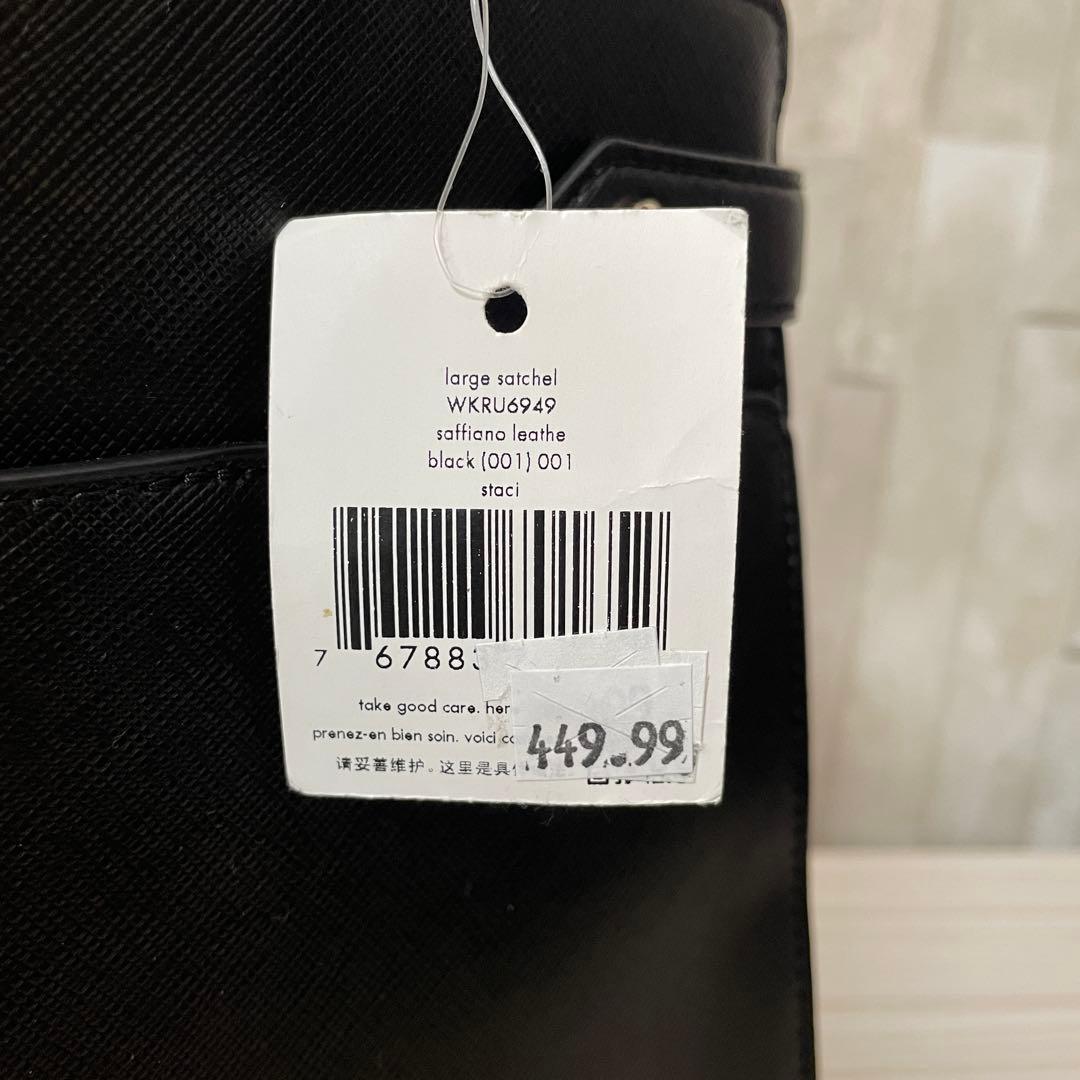 large satchel
WKRU6949
saffiano leathe
black (001) 001
staci
7 67883
take good care. her
prenez-en bien soin. voici
请妥善维护。这里是具
449.99